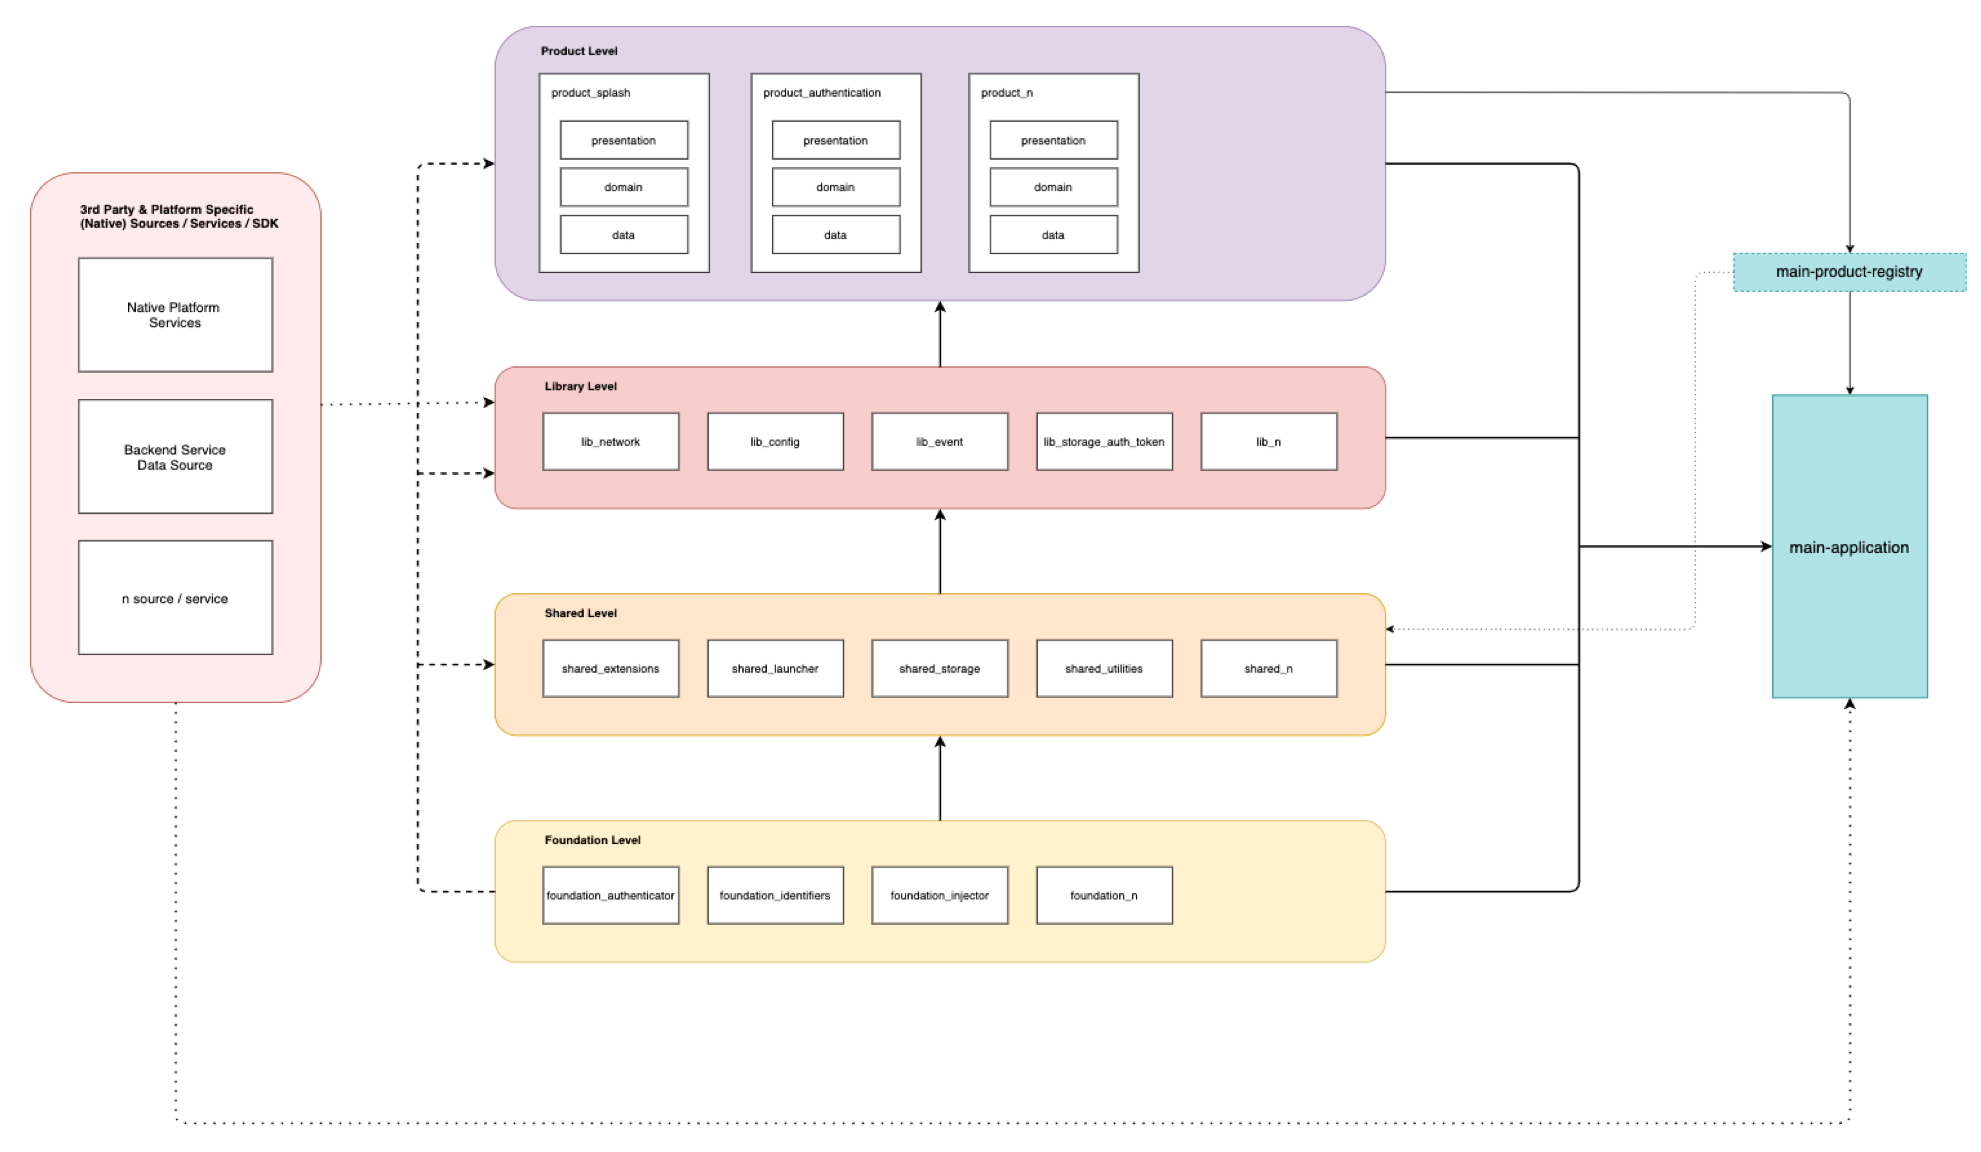 Product Level
product_splash
presentation
domain
data
product_authentication
presentation
domain
data
product_n
presentation
domain
data
3rd Party & Platform Specific
(Native) Sources / Services / SDK
Native Platform
Services
Backend Service
Data Source
n source / service
main-product-registry
Library Level
lib_network
lib_config
lib_event
lib_storage_auth_token
lib_n
main-application
Shared Level
shared_extensions
shared_launcher
shared_storage
shared_utilities
shared_n
Foundation Level
foundation_authenticator
foundation_identifiers
foundation_injector
foundation_n